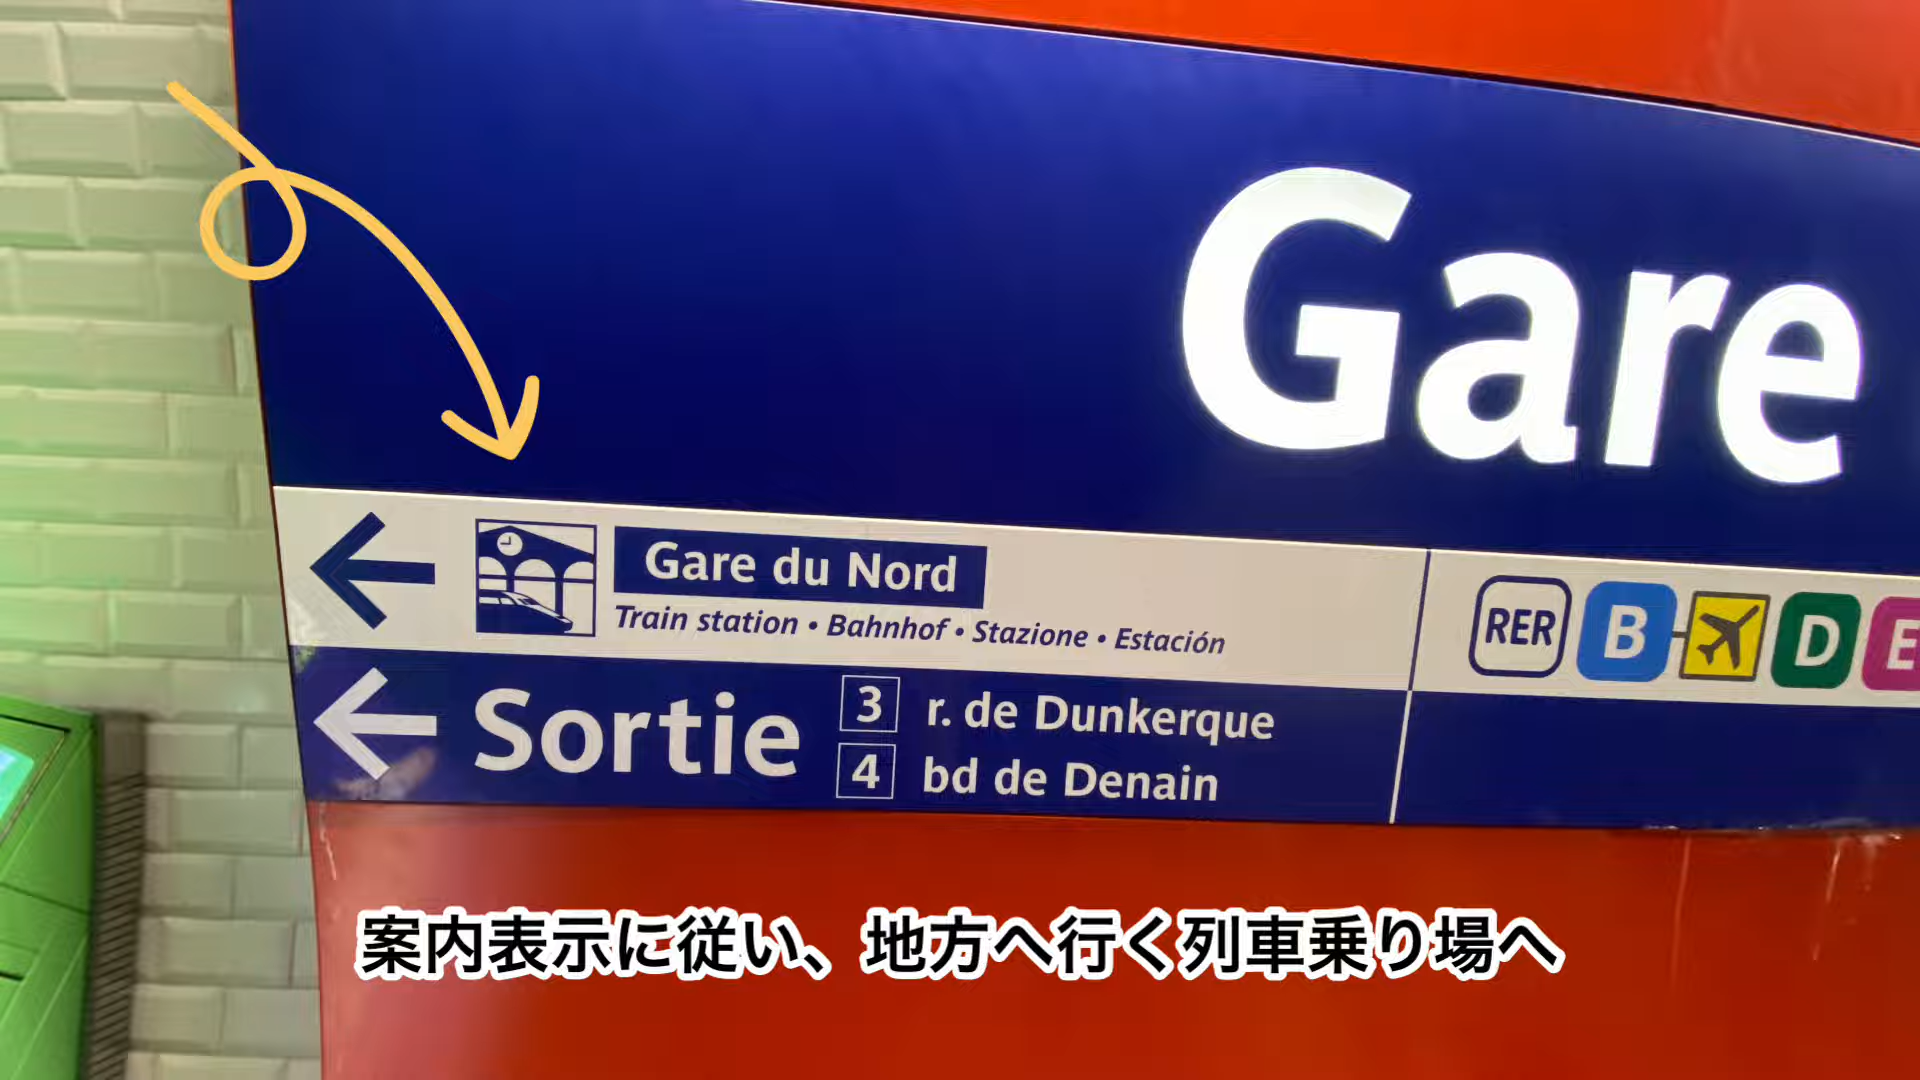 Gare
Gare du Nord
Train station • Bahnhof • Stazione • Estación
RER B D E
Sortie
3 r. de Dunkerque
4 bd de Denain
案内表示に従い、地方へ行く列車乗り場へ